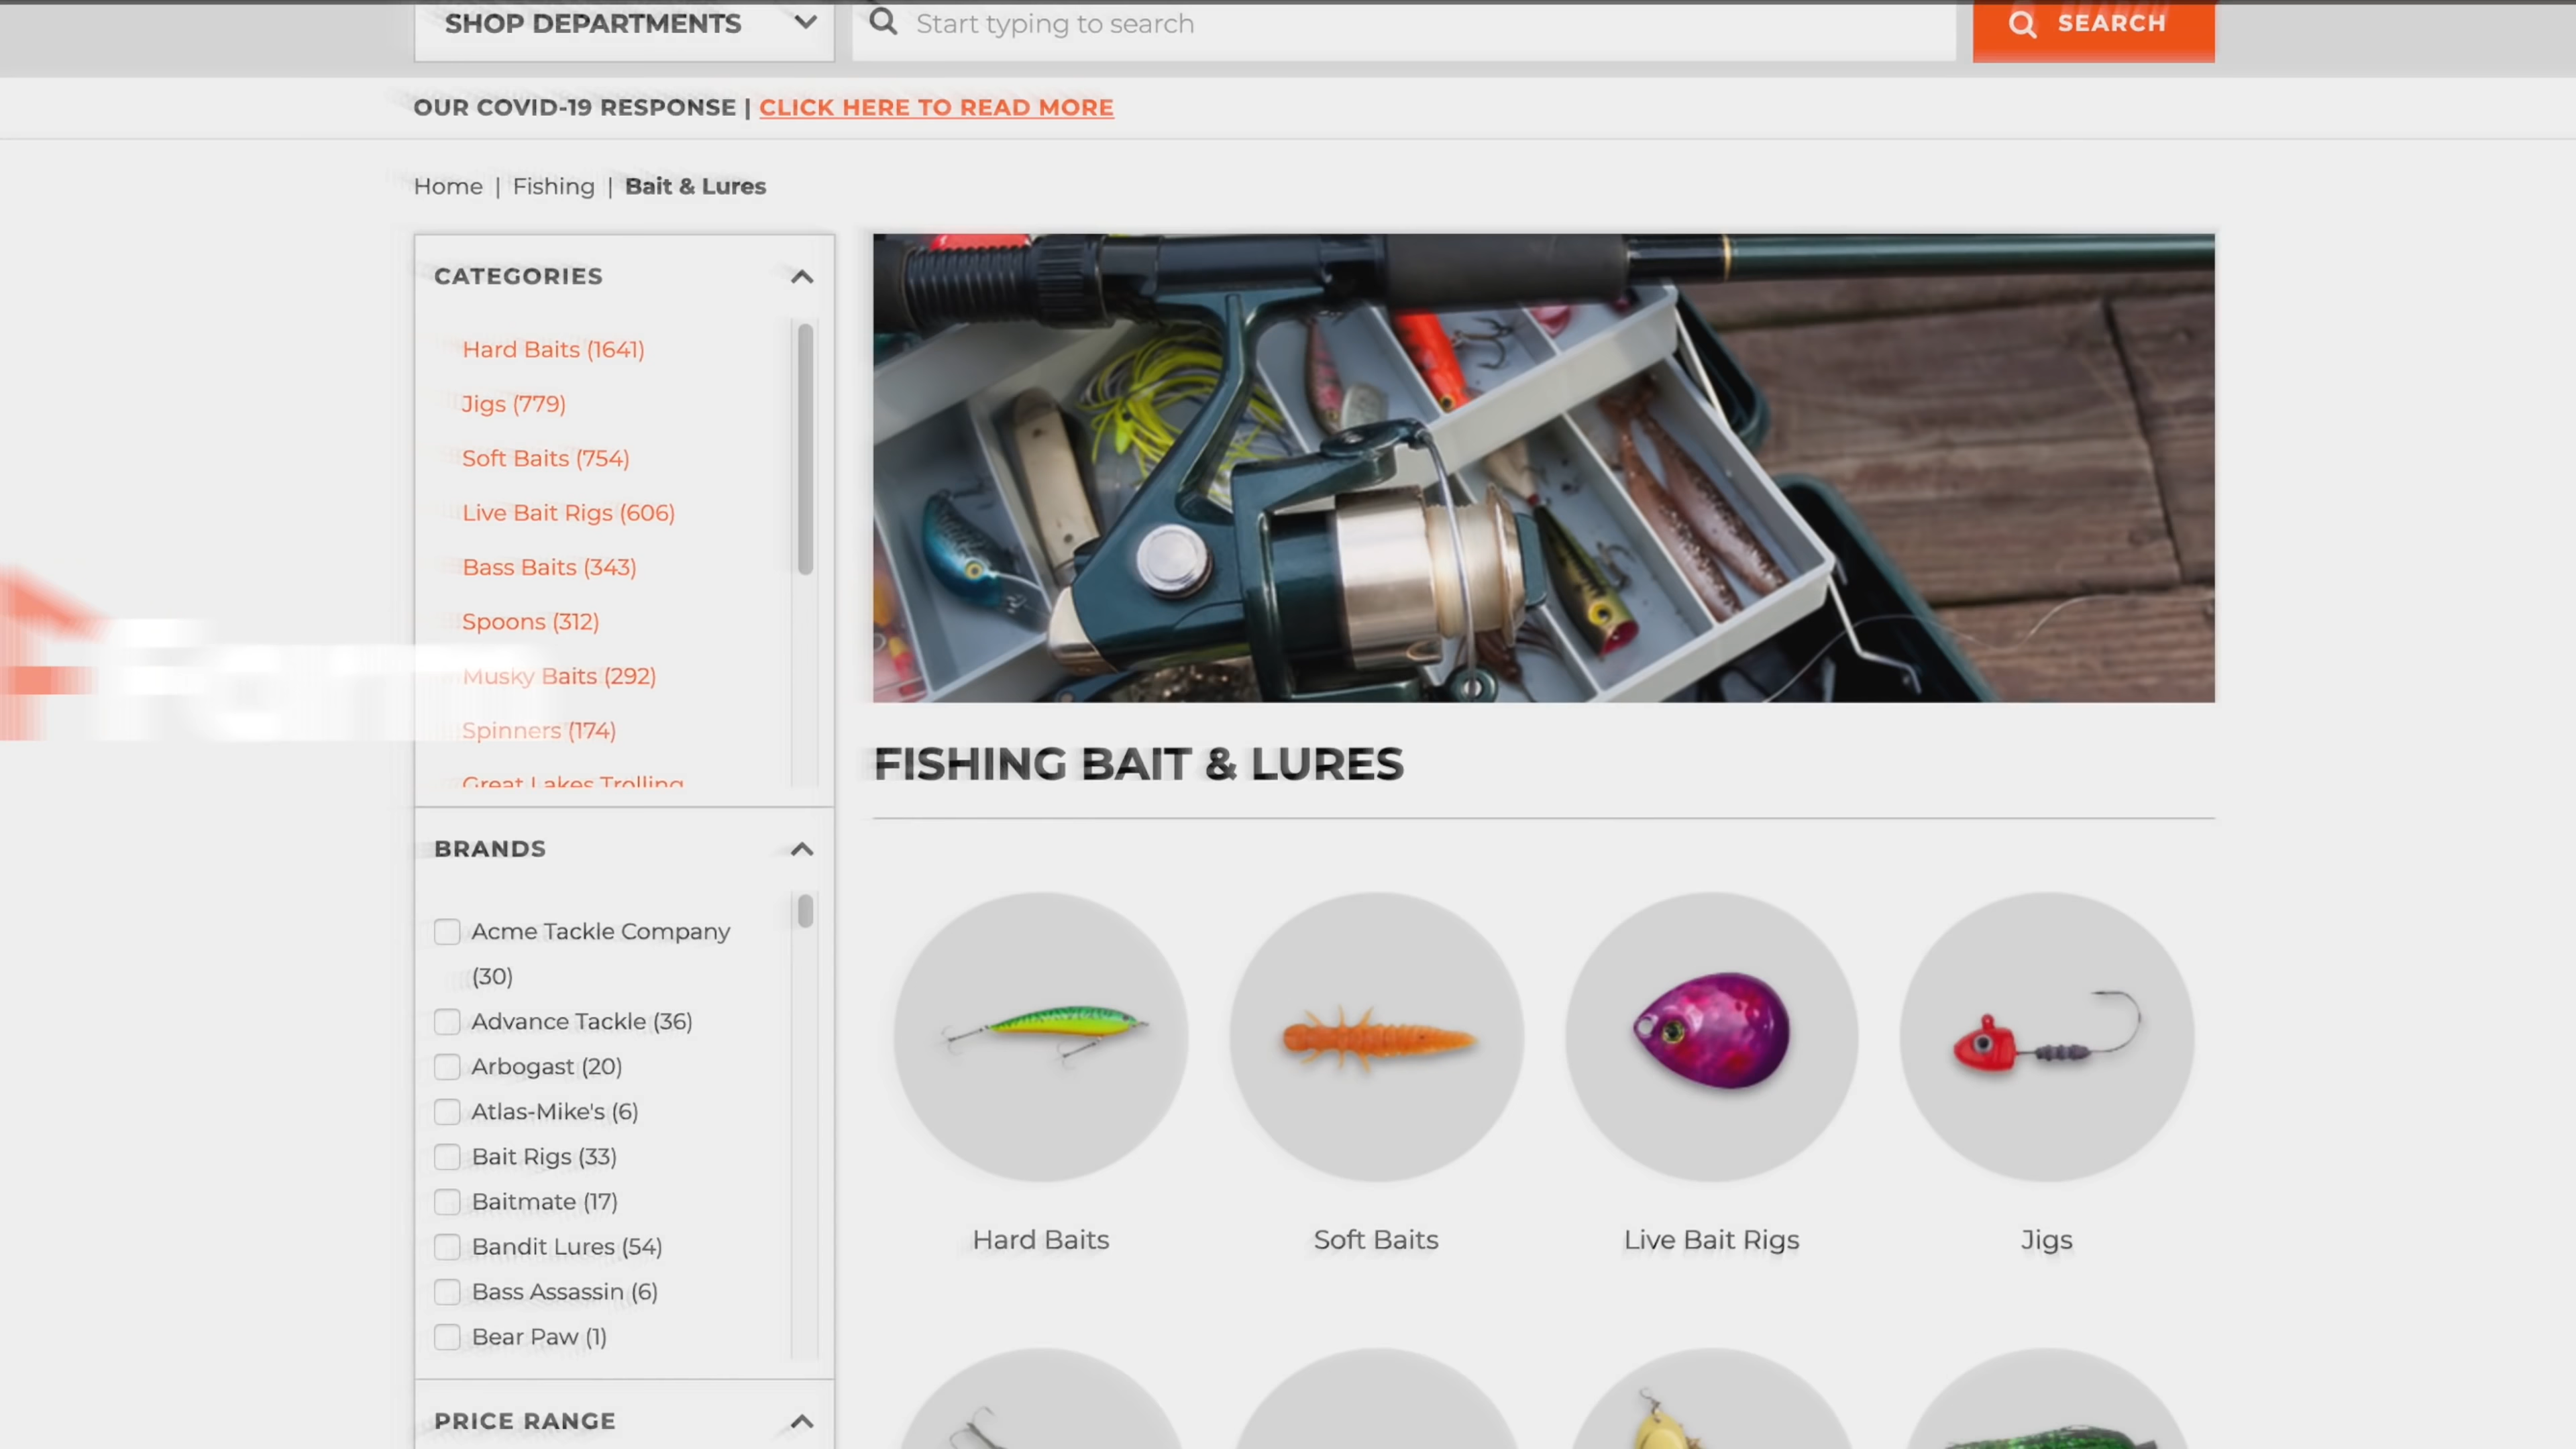 SHOP DEPARTMENTS
Start typing to search
SEARCH
OUR COVID-19 RESPONSE | CLICK HERE TO READ MORE
Home | Fishing | Bait & Lures
CATEGORIES
Hard Baits (1641)
Jigs (779)
Soft Baits (754)
Live Bait Rigs (606)
Bass Baits (343)
Spoons (312)
Musky Baits (292)
Spinners (174)
Great Lakes Trolling
Farm
BRANDS
Acme Tackle Company
(30)
Advance Tackle (36)
Arbogast (20)
Atlas-Mike's (6)
Bait Rigs (33)
Baitmate (17)
Bandit Lures (54)
Bass Assassin (6)
Bear Paw (1)
PRICE RANGE
FISHING BAIT & LURES
Hard Baits
Soft Baits
Live Bait Rigs
Jigs